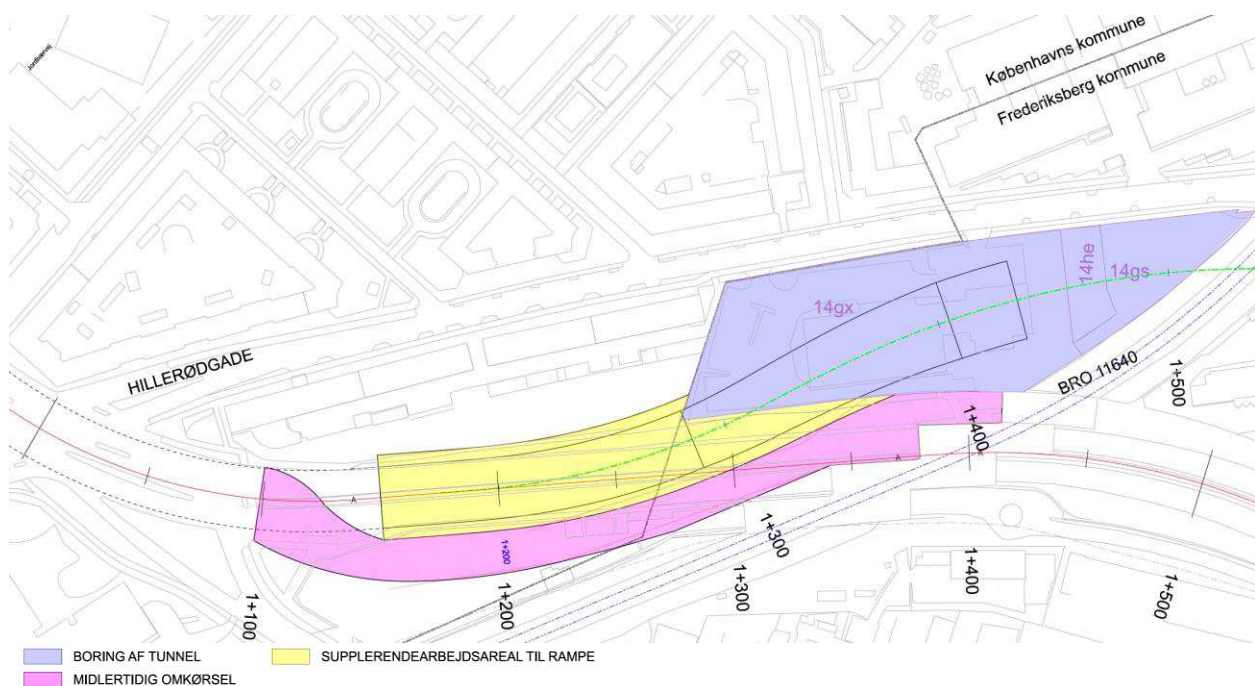 Jordbærvej
Københavns kommune
Frederiksberg kommune
14he
14gs
14gx
HILLERØDGADE
BRO 11640
1+500
1+400
A
A
1+200
1+300
1+100
1+200
1+300
1+400
1+500
BORING AF TUNNEL
SUPPLERENDEARBEJDSAREAL TIL RAMPE
MIDLERTIDIG OMKØRSEL